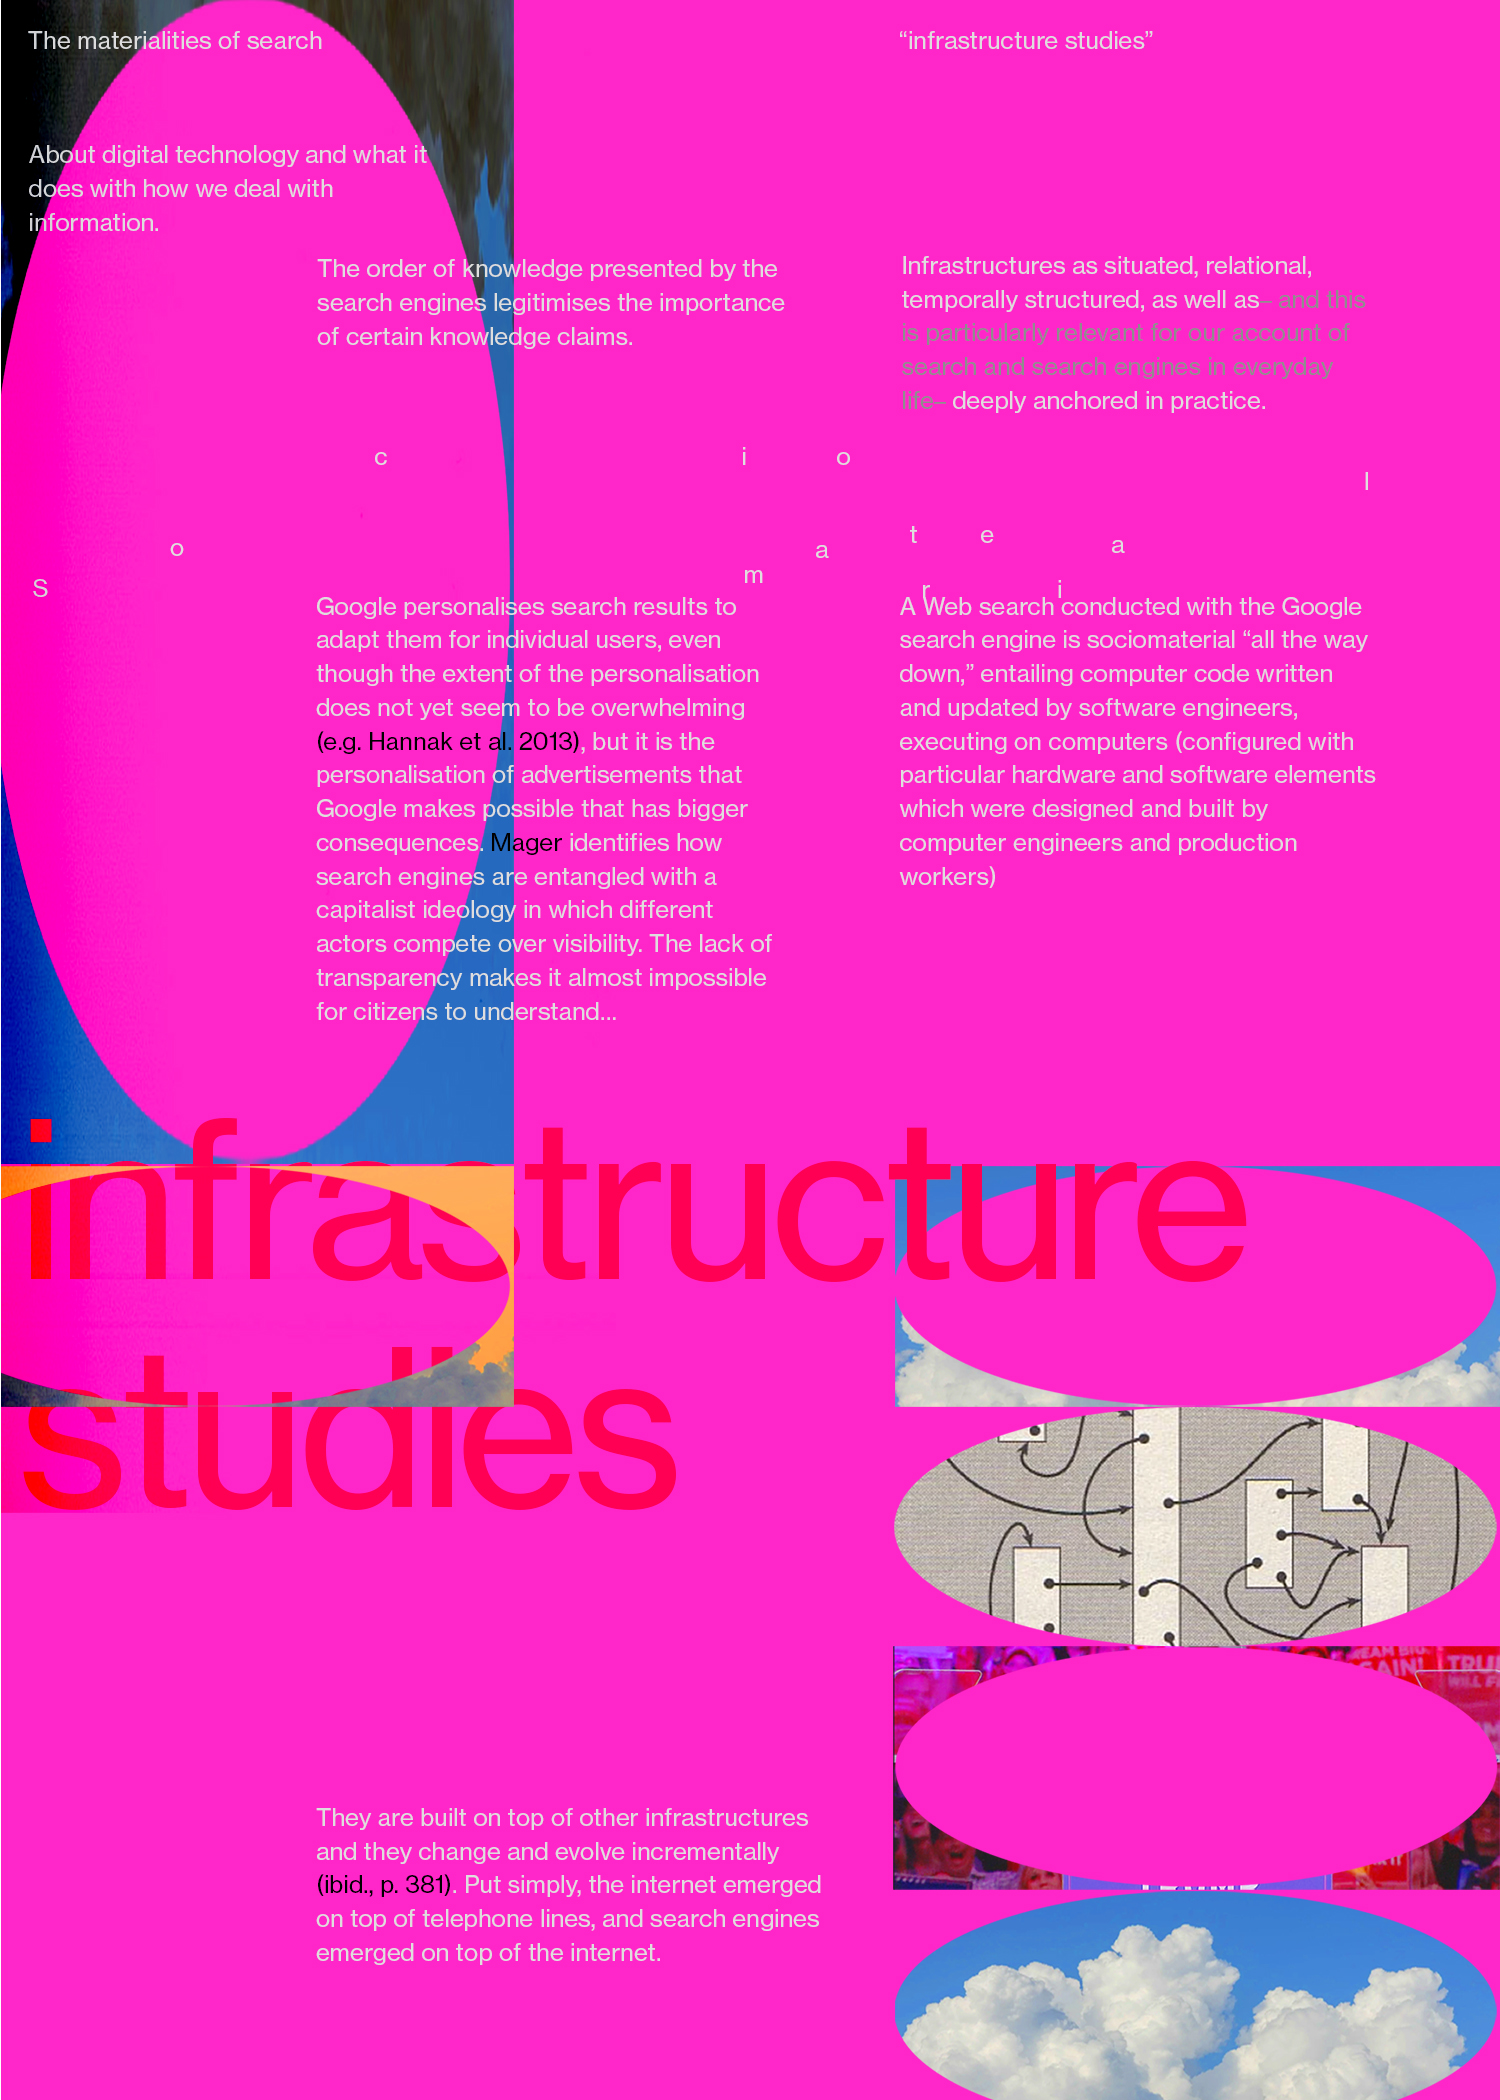 The materialities of search
“infrastructure studies”
About digital technology and what it
does with how we deal with
information.
The order of knowledge presented by the
search engines legitimises the importance
of certain knowledge claims.
Infrastructures as situated, relational,
temporally structured, as well as– and this
is particularly relevant for our account of
search and search engines in everyday
life– deeply anchored in practice.
S o c i o m a t e r i a l
Google personalises search results to
adapt them for individual users, even
though the extent of the personalisation
does not yet seem to be overwhelming
(e.g. Hannak et al. 2013), but it is the
personalisation of advertisements that
Google makes possible that has bigger
consequences. Mager identifies how
search engines are entangled with a
capitalist ideology in which different
actors compete over visibility. The lack of
transparency makes it almost impossible
for citizens to understand...
A Web search conducted with the Google
search engine is sociomaterial “all the way
down,” entailing computer code written
and updated by software engineers,
executing on computers (configured with
particular hardware and software elements
which were designed and built by
computer engineers and production
workers)
infrastructure
studies
They are built on top of other infrastructures
and they change and evolve incrementally
(ibid., p. 381). Put simply, the internet emerged
on top of telephone lines, and search engines
emerged on top of the internet.